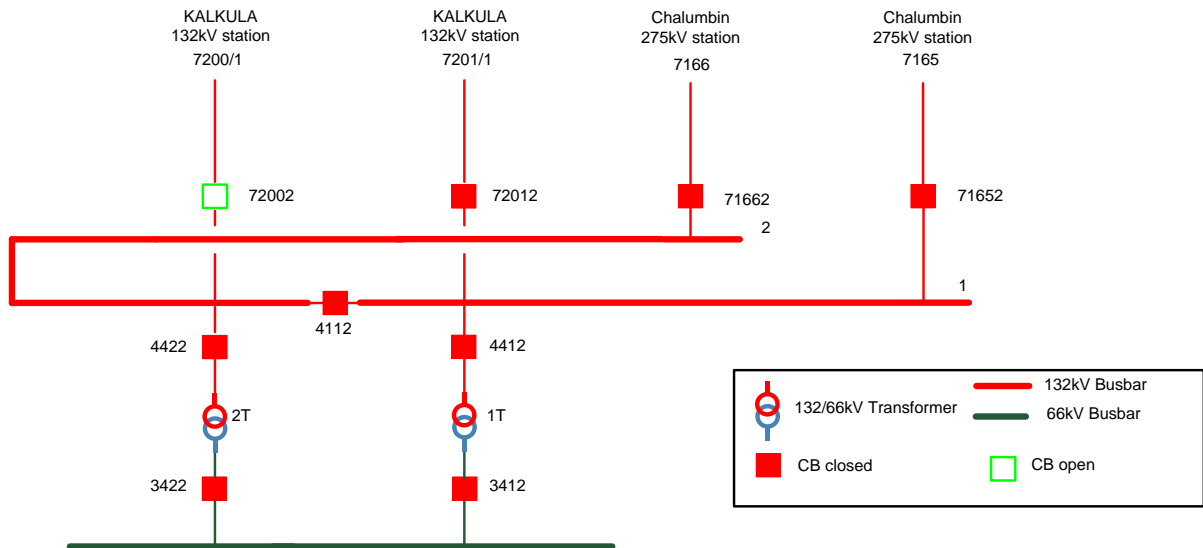 KALKULA
132kV station
7200/1
KALKULA
132kV station
7201/1
Chalumbin
275kV station
7166
Chalumbin
275kV station
7165
72002
72012
71662
71652
2
1
4112
4422
4412
2T
1T
3422
3412
132/66kV Transformer
132kV Busbar
66kV Busbar
CB closed
CB open